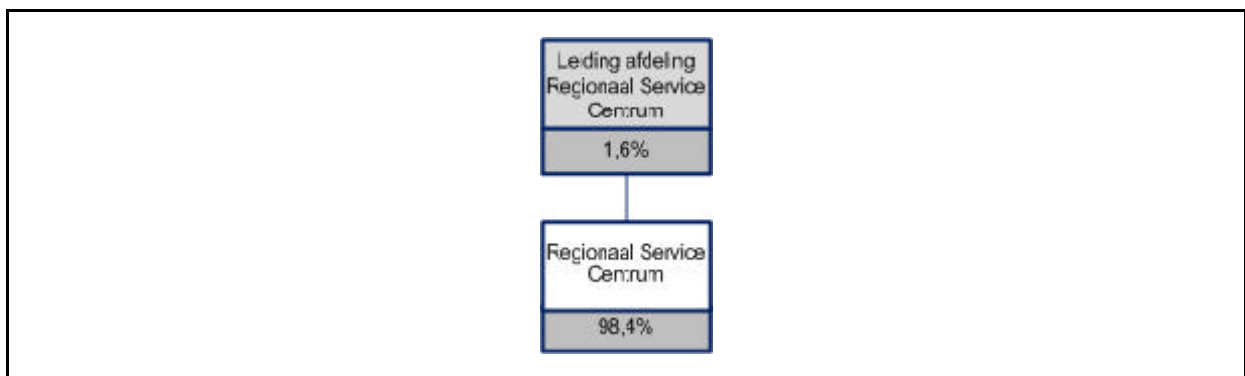 Leiding afdeling
Regionaal Service
Centrum
1,6%
Regionaal Service
Centrum
98,4%